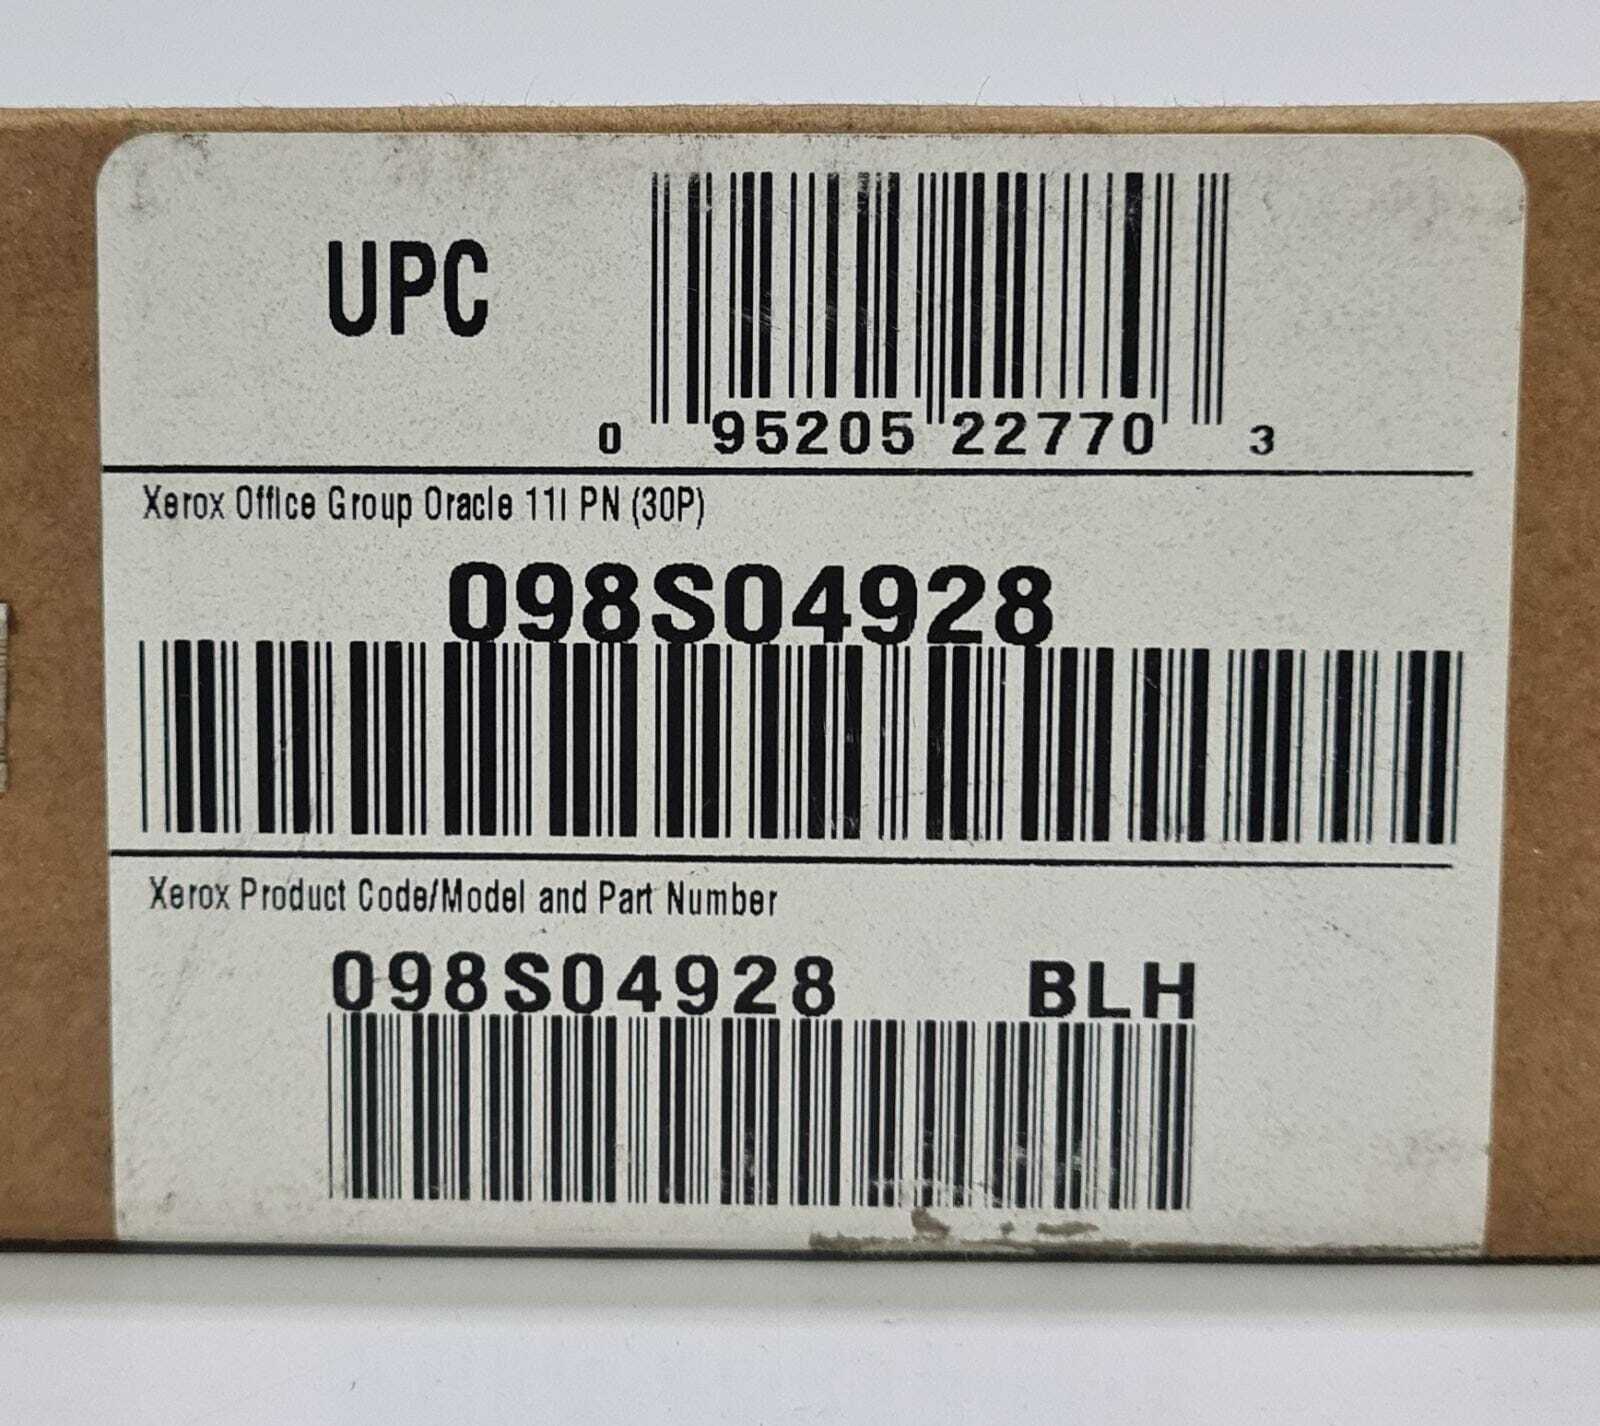 UPC
0 95205 22770 3
Xerox Office Group Oracle 11I PN (30P)
098S04928
Xerox Product Code/Model and Part Number
098S04928 BLH